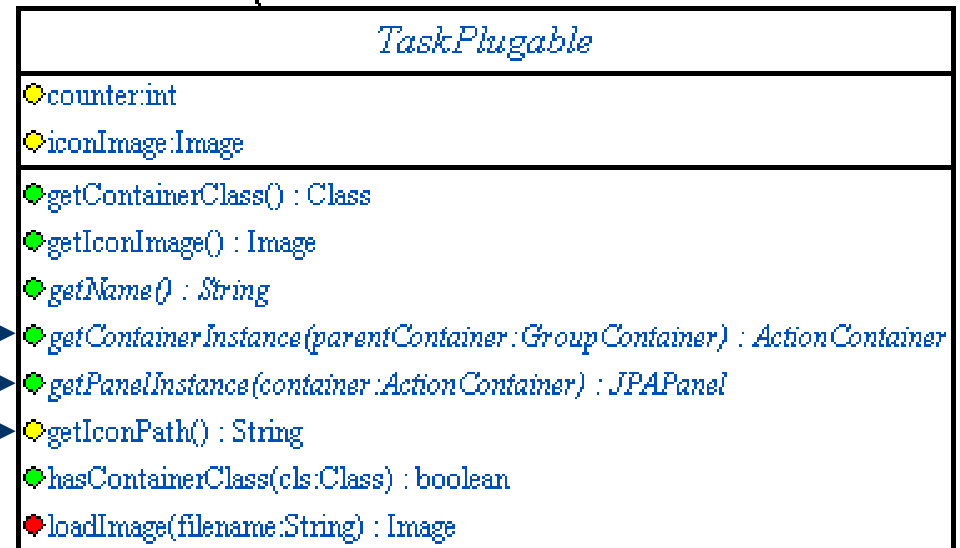 TaskPlugable
counter:int
iconImage:Image
getContainerClass() : Class
getIconImage() : Image
getName() : String
getContainerInstance(parentContainer:GroupContainer) : ActionContainer
getPanelInstance(container:ActionContainer) : JPAPanel
getIconPath() : String
hasContainerClass(cls:Class) : boolean
loadImage(filename:String) : Image